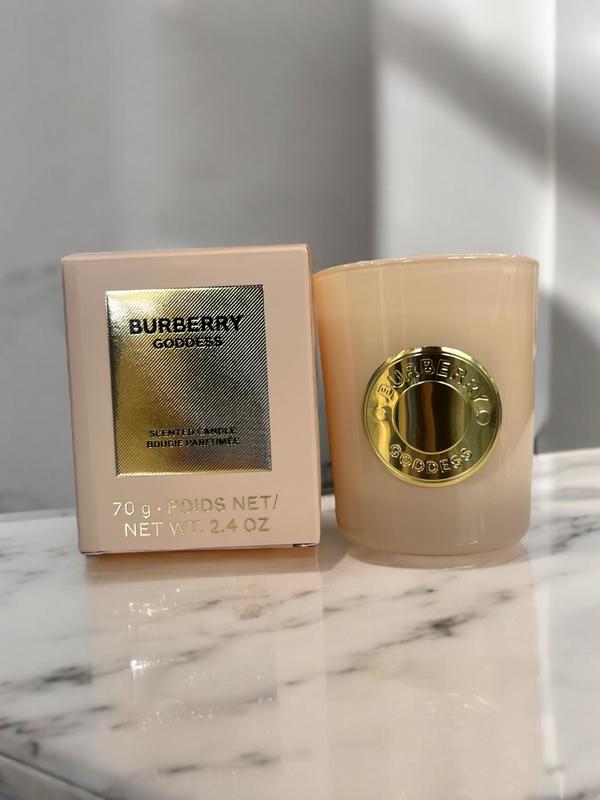 BURBERRY
GODDESS
SCENTED CANDLE
BOUGIE PARFUMÉE
70 g · POIDS NET/
NET WT. 2.4 OZ
BURBERRY
GODDESS